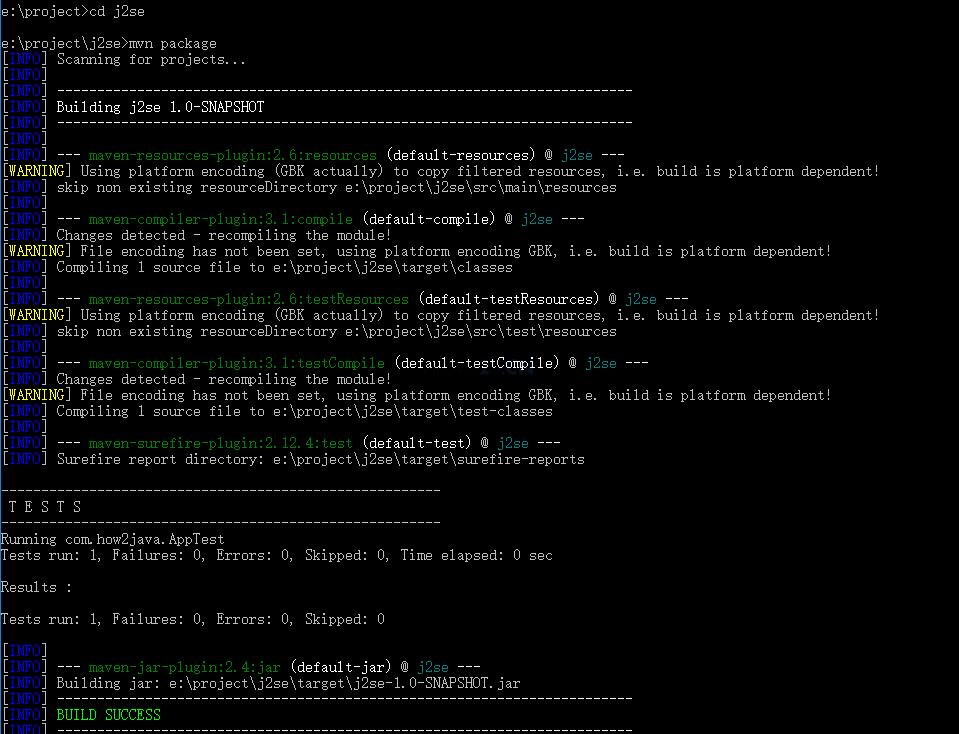 e:\project>cd j2se
e:\project\j2se>mvn package
[INFO] Scanning for projects...
[INFO]
[INFO] ------------------------------------------------------------------------
[INFO] Building j2se 1.0-SNAPSHOT
[INFO] ------------------------------------------------------------------------
[INFO]
[INFO] --- maven-resources-plugin:2.6:resources (default-resources) @ j2se ---
[WARNING] Using platform encoding (GBK actually) to copy filtered resources, i.e. build is platform dependent!
[INFO] skip non existing resourceDirectory e:\project\j2se\src\main\resources
[INFO]
[INFO] --- maven-compiler-plugin:3.1:compile (default-compile) @ j2se ---
[INFO] Changes detected - recompiling the module!
[WARNING] File encoding has not been set, using platform encoding GBK, i.e. build is platform dependent!
[INFO] Compiling 1 source file to e:\project\j2se\target\classes
[INFO]
[INFO] --- maven-resources-plugin:2.6:testResources (default-testResources) @ j2se ---
[WARNING] Using platform encoding (GBK actually) to copy filtered resources, i.e. build is platform dependent!
[INFO] skip non existing resourceDirectory e:\project\j2se\src\test\resources
[INFO]
[INFO] --- maven-compiler-plugin:3.1:testCompile (default-testCompile) @ j2se ---
[INFO] Changes detected - recompiling the module!
[WARNING] File encoding has not been set, using platform encoding GBK, i.e. build is platform dependent!
[INFO] Compiling 1 source file to e:\project\j2se\target\test-classes
[INFO]
[INFO] --- maven-surefire-plugin:2.12.4:test (default-test) @ j2se ---
[INFO] Surefire report directory: e:\project\j2se\target\surefire-reports
-------------------------------------------------------
 T E S T S
-------------------------------------------------------
Running com.how2java.AppTest
Tests run: 1, Failures: 0, Errors: 0, Skipped: 0, Time elapsed: 0 sec
Results :
Tests run: 1, Failures: 0, Errors: 0, Skipped: 0
[INFO]
[INFO] --- maven-jar-plugin:2.4:jar (default-jar) @ j2se ---
[INFO] Building jar: e:\project\j2se\target\j2se-1.0-SNAPSHOT.jar
[INFO] ------------------------------------------------------------------------
[INFO] BUILD SUCCESS
[INFO] ------------------------------------------------------------------------